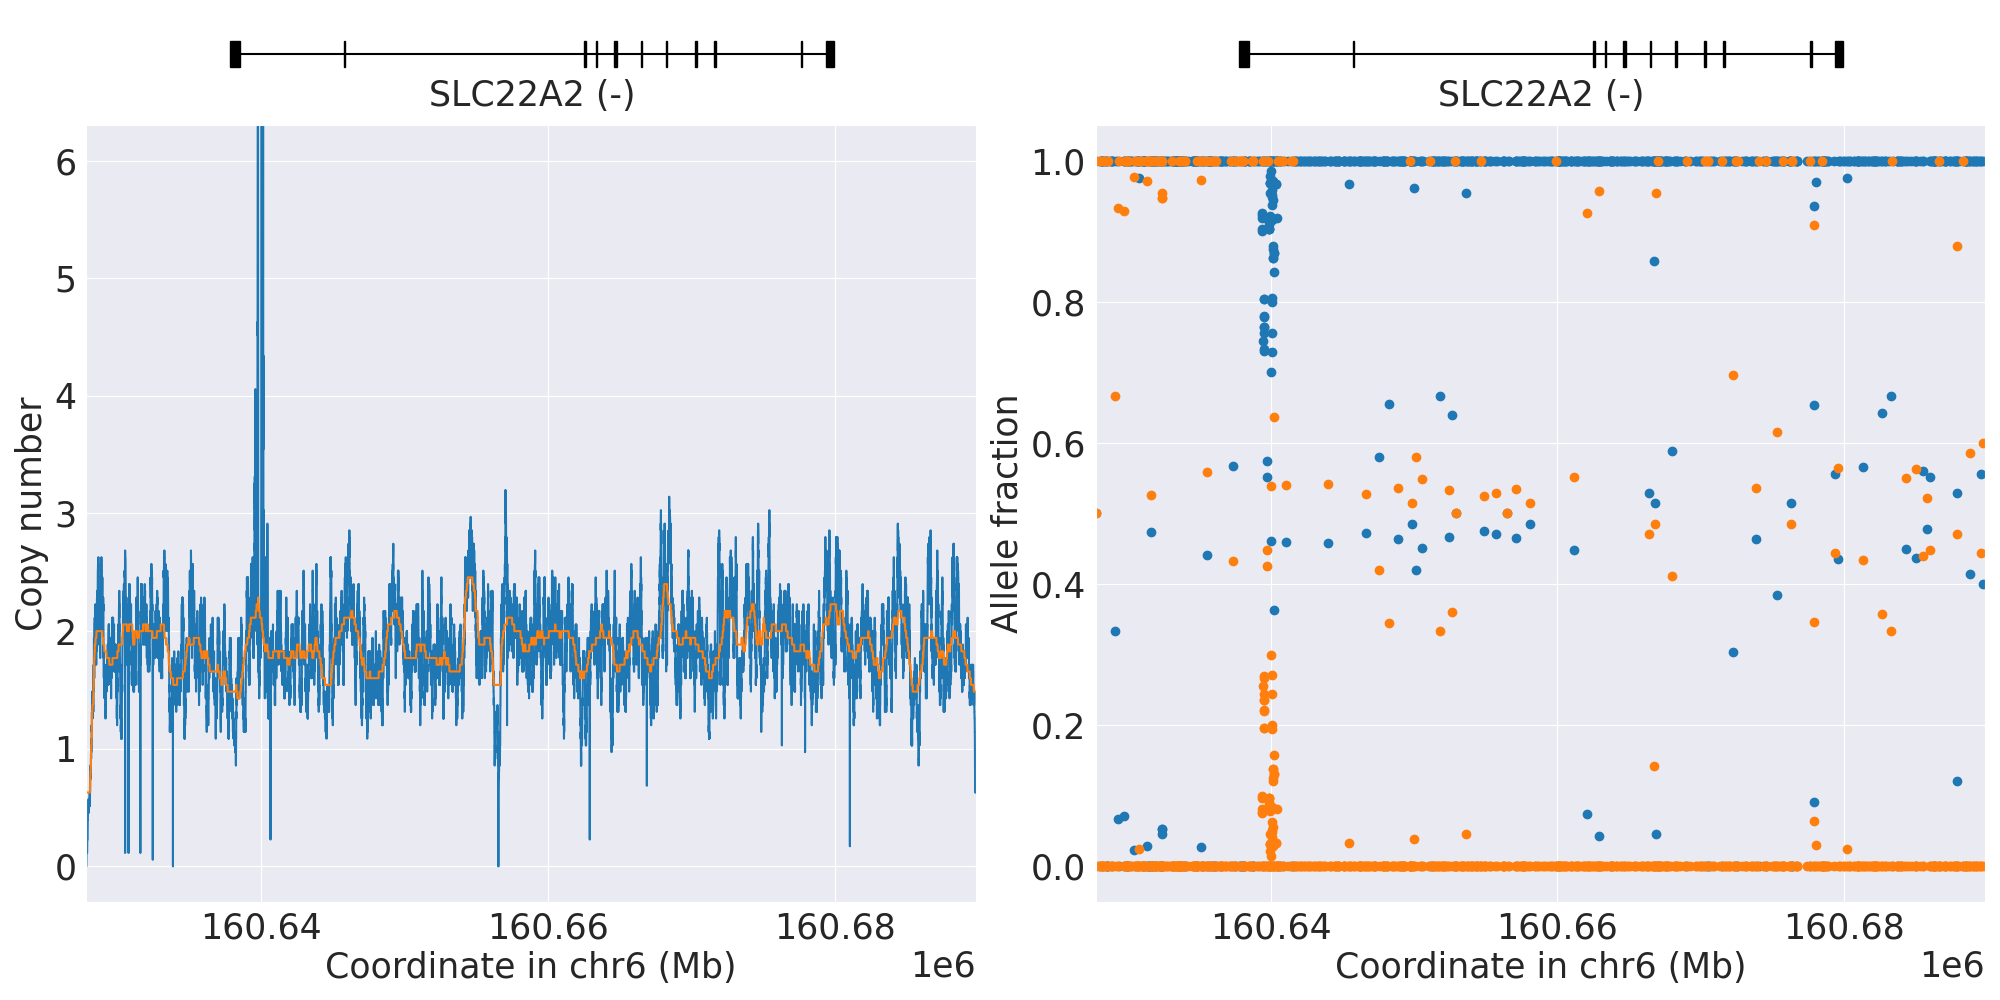 SLC22A2 (-)
6
5
4
3
2
1
0
Copy number
160.64
160.66
160.68
Coordinate in chr6 (Mb)
1e6
SLC22A2 (-)
1.0
0.8
0.6
0.4
0.2
0.0
Allele fraction
160.64
160.66
160.68
Coordinate in chr6 (Mb)
1e6